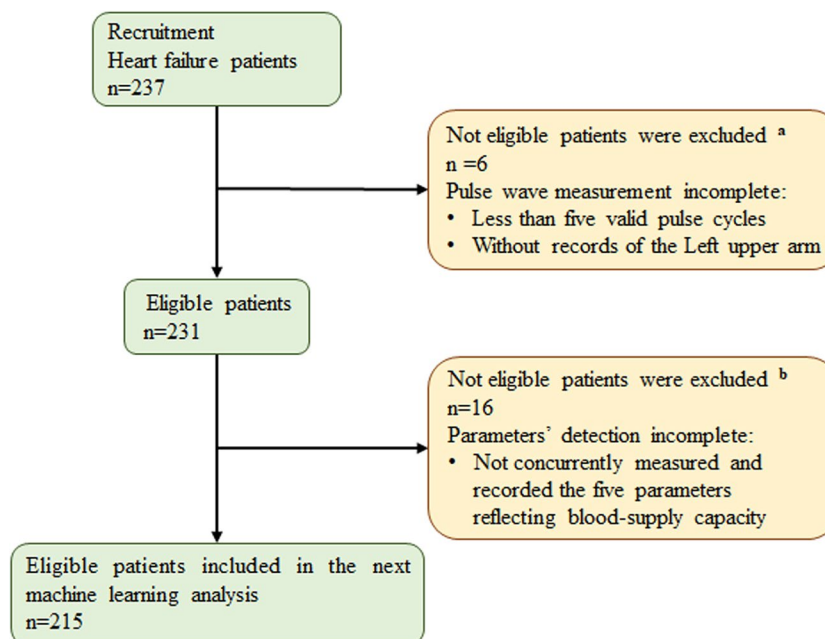 Recruitment
Heart failure patients
n=237
Not eligible patients were excluded a
n =6
Pulse wave measurement incomplete:
• Less than five valid pulse cycles
• Without records of the Left upper arm
Eligible patients
n=231
Not eligible patients were excluded b
n=16
Parameters’ detection incomplete:
• Not concurrently measured and
recorded the five parameters
reflecting blood-supply capacity
Eligible patients included in the next
machine learning analysis
n=215